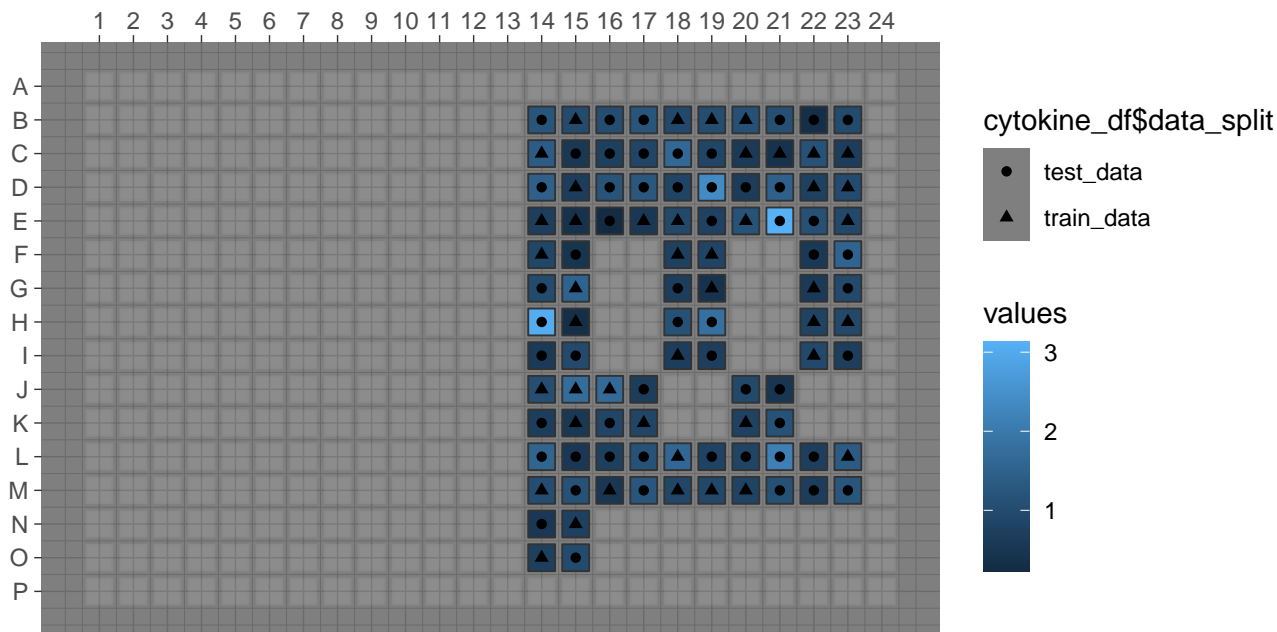 1 2 3 4 5 6 7 8 9 10 11 12 13 14 15 16 17 18 19 20 21 22 23 24
A
B
C
D
E
F
G
H
I
J
K
L
M
N
O
P
cytokine_df$data_split
test_data
train_data
values
3
2
1